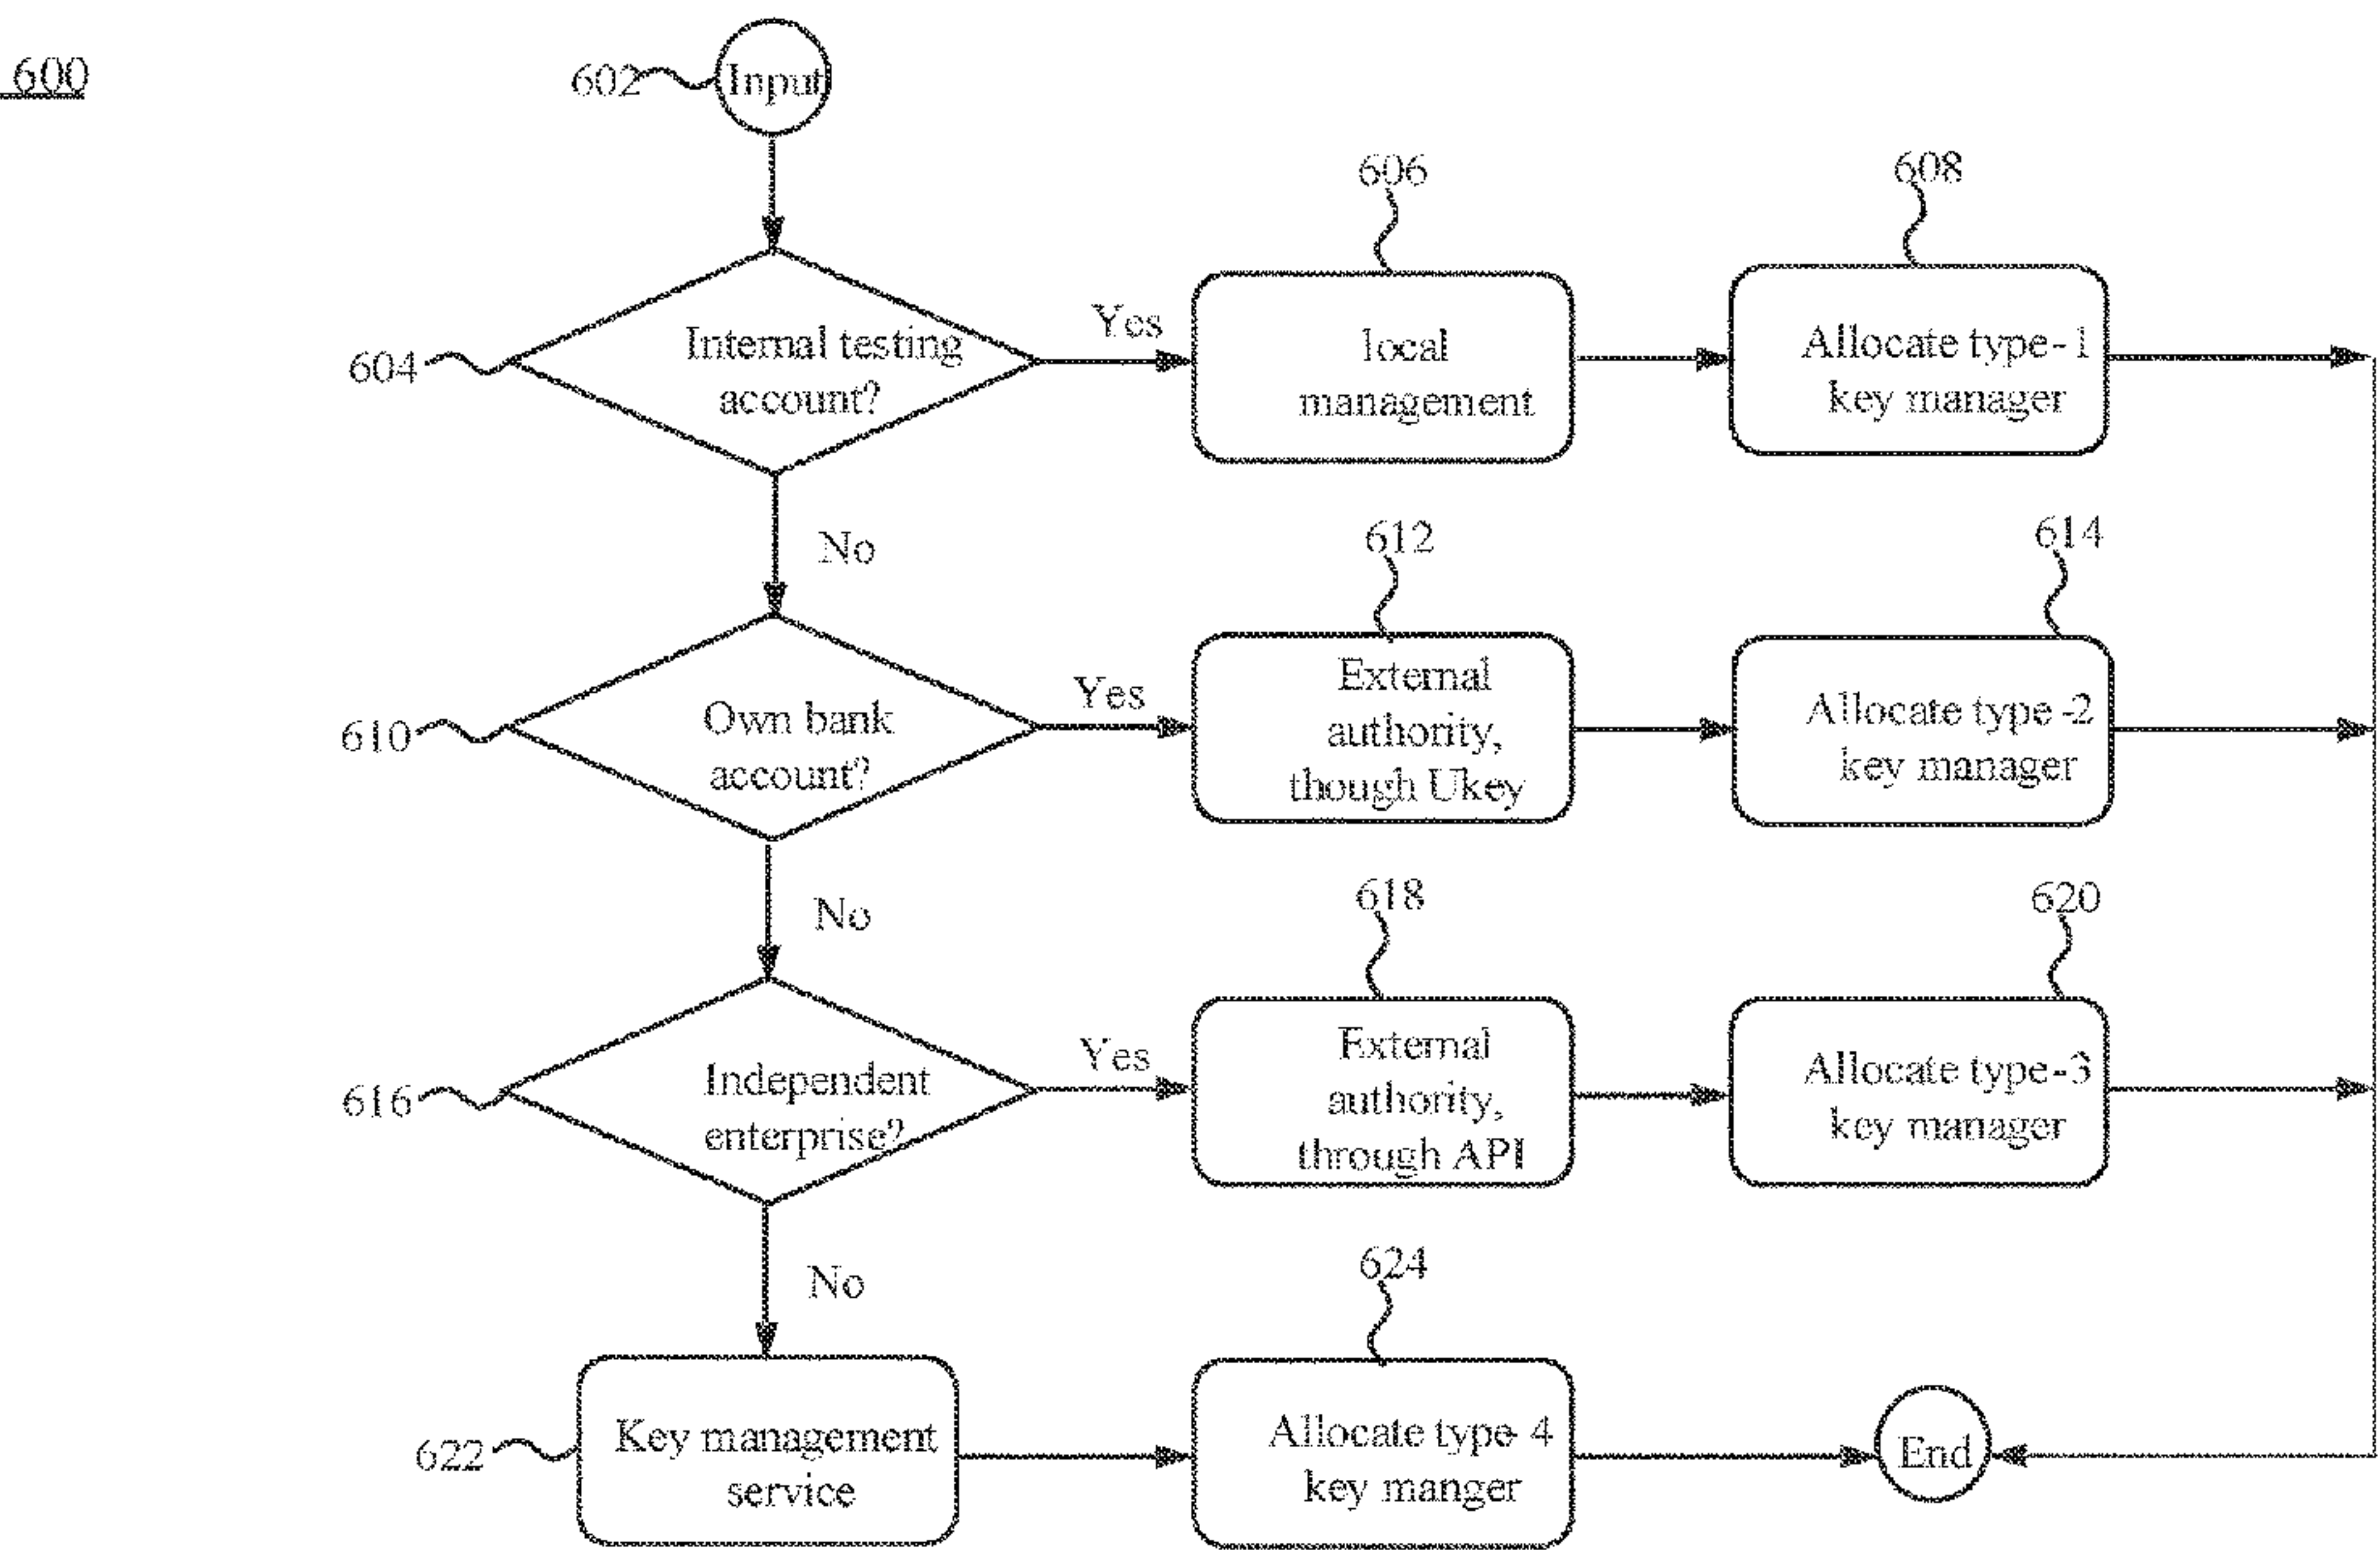 600
602
Input
606
608
604
Internal testing
account?
Yes
local
management
Allocate type-1
key manager
No
612
614
610
Own bank
account?
Yes
External
authority,
though Ukey
Allocate type -2
key manager
No
618
620
616
Independent
enterprise?
Yes
External
authority,
through API
Allocate type-3
key manager
No
624
622
Key management
service
Allocate type- 4
key manger
End